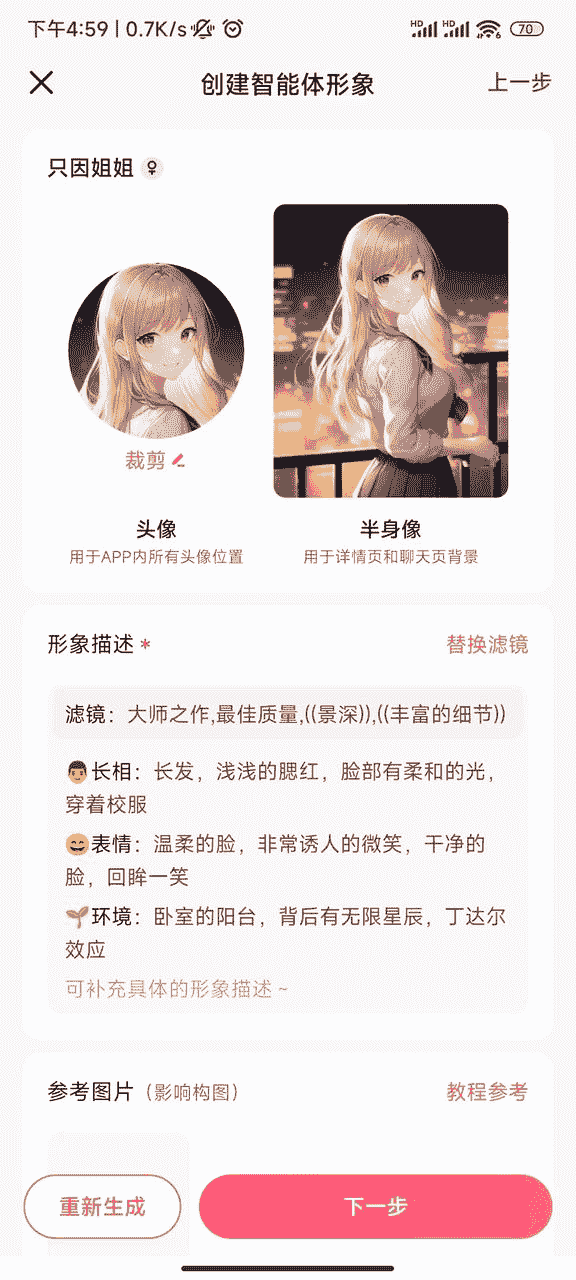 下午4:59 | 0.7K/s
HD HD 6 70
创建智能体形象
上一步
只因姐姐
裁剪
头像
半身像
用于APP内所有头像位置
用于详情页和聊天页背景
形象描述 *
替换滤镜
滤镜：大师之作,最佳质量,((景深)),((丰富的细节))
长相：长发，浅浅的腮红，脸部有柔和的光，
穿着校服
表情：温柔的脸，非常诱人的微笑，干净的
脸，回眸一笑
环境：卧室的阳台，背后有无限星辰，丁达尔
效应
可补充具体的形象描述 ~
参考图片（影响构图）
教程参考
重新生成
下一步